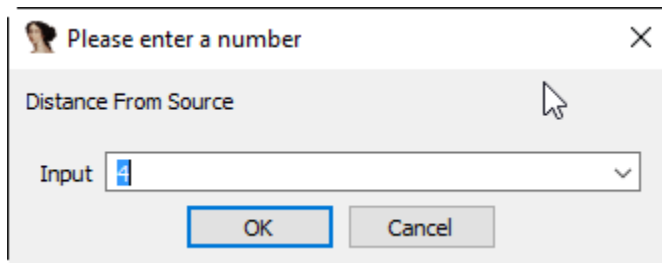 Please enter a number
Distance From Source
Input 4
OK Cancel